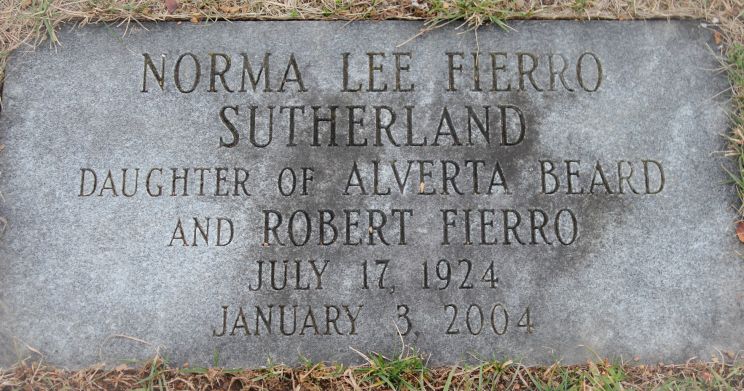 NORMA LEE FIERRO
SUTHERLAND
DAUGHTER OF ALVERTA BEARD
AND ROBERT FIERRO
JULY 17, 1924
JANUARY 3, 2004